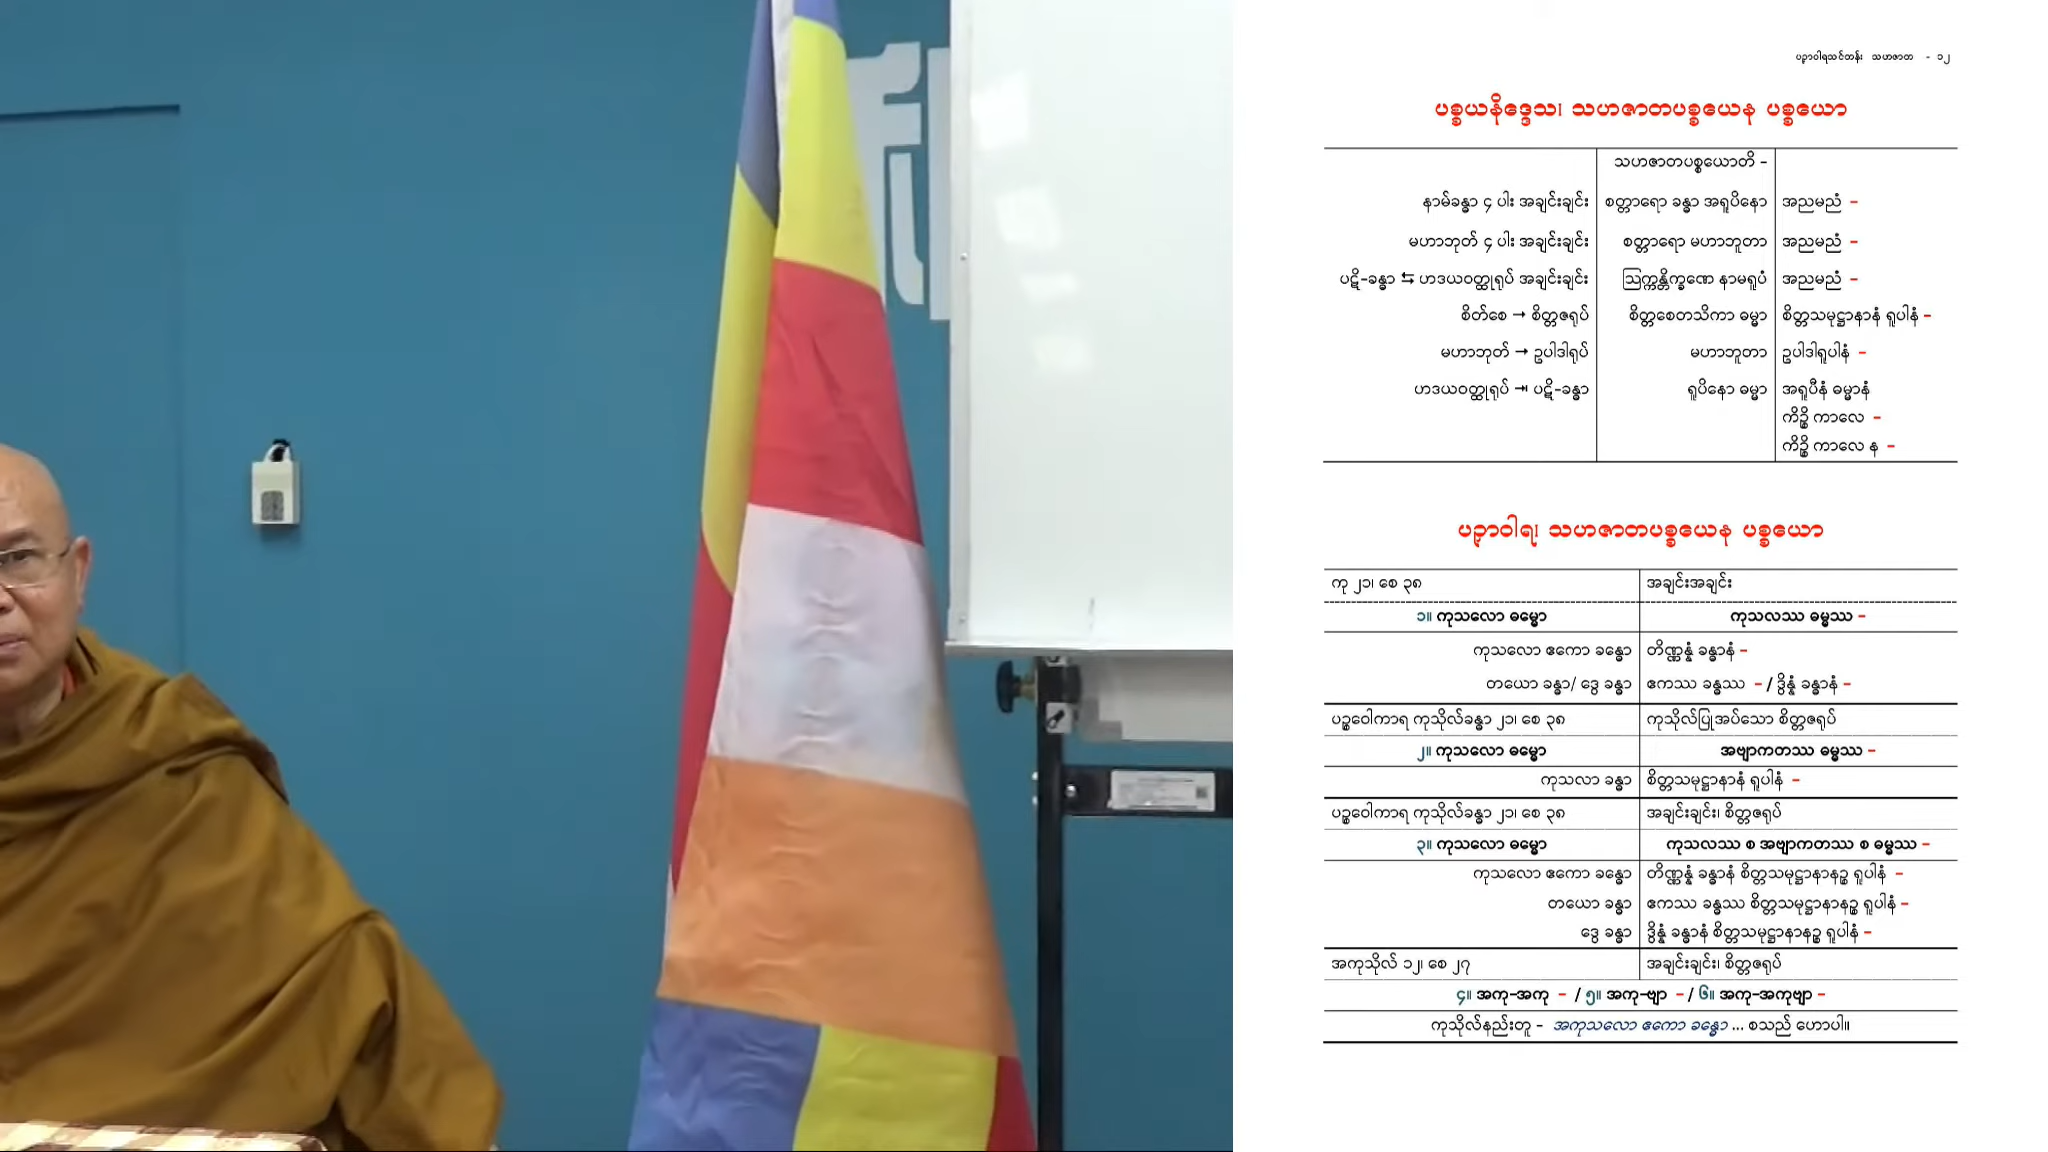 ပဉှာဝါရသင်တန်း သဟဇာတ - ၁၂
ပစ္စယနိဒ္ဒေသ၊ သဟဇာတပစ္စယေန ပစ္စယော
သဟဇာတပစ္စယောတိ -
နာမ်ခန္ဓာ ၄ ပါး အချင်းချင်း စတ္တာရော ခန္ဓာ အရူပိနော အညမညံ -
မဟာဘုတ် ၄ ပါး အချင်းချင်း စတ္တာရော မဟာဘူတာ အညမညံ -
ပဋိ-ခန္ဓာ ⇆ ဟဒယဝတ္ထုရုပ် အချင်းချင်း ဩက္ကန္တိက္ခဏေ နာမရူပံ အညမညံ -
စိတ်စေ → စိတ္တဇရုပ် စိတ္တစေတသိကာ ဓမ္မာ စိတ္တသမုဋ္ဌာနာနံ ရူပါနံ -
မဟာဘုတ် → ဥပါဒါရုပ် မဟာဘူတာ ဥပါဒါရူပါနံ -
ဟဒယဝတ္ထုရုပ် → ပဋိ-ခန္ဓာ ရူပိနော ဓမ္မာ အရူပီနံ ဓမ္မာနံ
ကိဉ္စိ ကာလေ -
ကိဉ္စိ ကာလေ န -
ပဉှာဝါရ၊ သဟဇာတပစ္စယေန ပစ္စယော
ကု ၂၁၊ စေ ၃၈ အချင်းအချင်း
၁။ ကုသလော ဓမ္မော ကုသလဿ ဓမ္မဿ -
ကုသလော ဧကော ခန္ဓော တိဏ္ဏန္နံ ခန္ဓာနံ -
တယော ခန္ဓာ/ ဒွေ ခန္ဓာ ဧကဿ ခန္ဓဿ - / ဒွိန္နံ ခန္ဓာနံ -
ပဉ္စဝေါကာရ ကုသိုလ်ခန္ဓာ ၂၁၊ စေ ၃၈ ကုသိုလ်ပြုအပ်သော စိတ္တဇရုပ်
၂။ ကုသလော ဓမ္မော အဗျာကတဿ ဓမ္မဿ -
ကုသလာ ခန္ဓာ စိတ္တသမုဋ္ဌာနာနံ ရူပါနံ -
ပဉ္စဝေါကာရ ကုသိုလ်ခန္ဓာ ၂၁၊ စေ ၃၈ အချင်းချင်း၊ စိတ္တဇရုပ်
၃။ ကုသလော ဓမ္မော ကုသလဿ စ အဗျာကတဿ စ ဓမ္မဿ -
ကုသလော ဧကော ခန္ဓော တိဏ္ဏန္နံ ခန္ဓာနံ စိတ္တသမုဋ္ဌာနာနဉ္စ ရူပါနံ -
တယော ခန္ဓာ ဧကဿ ခန္ဓဿ စိတ္တသမုဋ္ဌာနာနဉ္စ ရူပါနံ -
ဒွေ ခန္ဓာ ဒွိန္နံ ခန္ဓာနံ စိတ္တသမုဋ္ဌာနာနဉ္စ ရူပါနံ -
အကုသိုလ် ၁၂၊ စေ ၂၇ အချင်းချင်း၊ စိတ္တဇရုပ်
၄။ အကု-အကု - / ၅။ အကု-ဗျာ - / ၆။ အကု-အကုဗျာ -
ကုသိုလ်နည်းတူ - အကုသလော ဧကော ခန္ဓော ... စသည် ဟောပါ။